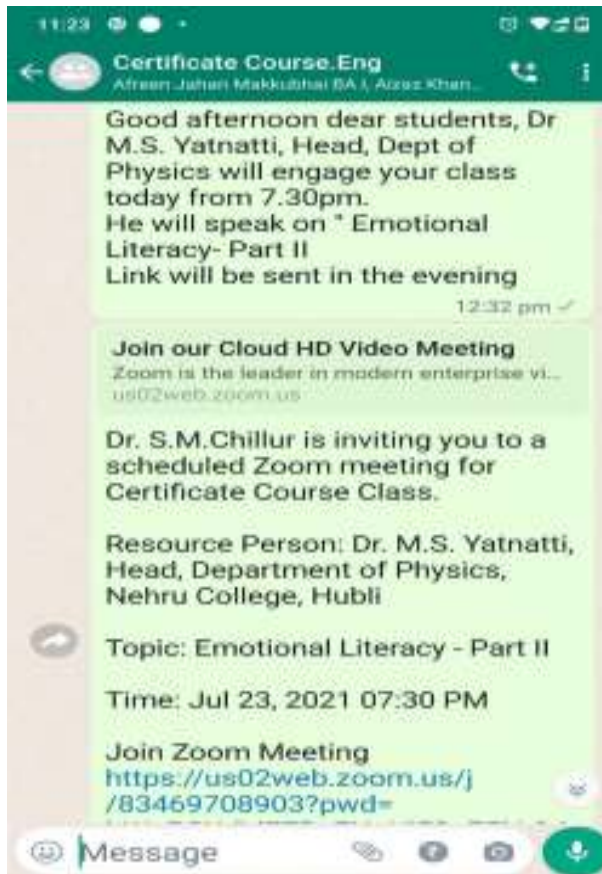 11:23
Certificate Course.Eng
Afreen Jahan Makkubhai BA I, Aizaz Khan...
Good afternoon dear students, Dr
M.S. Yatnatti, Head, Dept of
Physics will engage your class
today from 7.30pm.
He will speak on " Emotional
Literacy- Part II
Link will be sent in the evening
12:32 pm
Join our Cloud HD Video Meeting
Zoom is the leader in modern enterprise vi...
us02web.zoom.us
Dr. S.M.Chillur is inviting you to a
scheduled Zoom meeting for
Certificate Course Class.
Resource Person: Dr. M.S. Yatnatti,
Head, Department of Physics,
Nehru College, Hubli
Topic: Emotional Literacy - Part II
Time: Jul 23, 2021 07:30 PM
Join Zoom Meeting
https://us02web.zoom.us/j
/83469708903?pwd=
Message